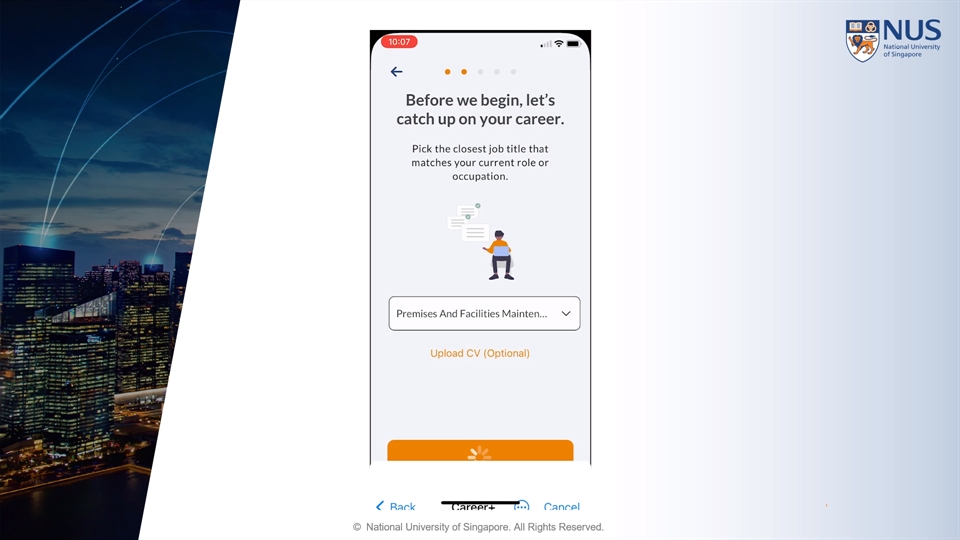 NUS
National University
of Singapore
10:07
Before we begin, let's
catch up on your career.
Pick the closest job title that
matches your current role or
occupation.
Premises And Facilities Mainten...
Upload CV (Optional)
Back
Career+
Cancel
© National University of Singapore. All Rights Reserved.